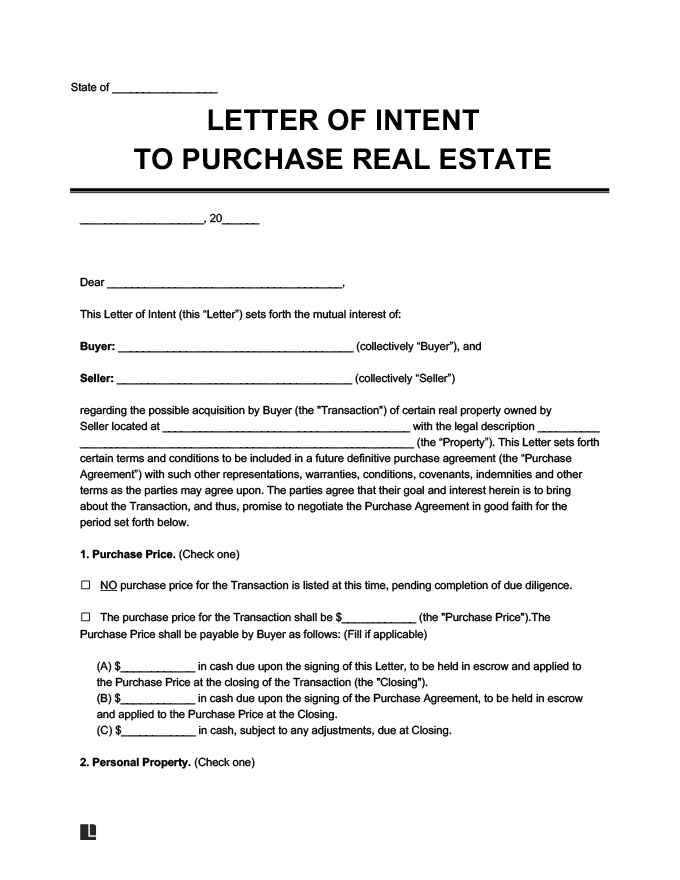 State of _________________
LETTER OF INTENT
TO PURCHASE REAL ESTATE
____________________, 20______
Dear ______________________________________,
This Letter of Intent (this “Letter”) sets forth the mutual interest of:
Buyer: ______________________________________ (collectively “Buyer”), and
Seller: ______________________________________ (collectively “Seller”)
regarding the possible acquisition by Buyer (the "Transaction") of certain real property owned by
Seller located at ________________________________________ with the legal description __________
______________________________________________________ (the “Property”). This Letter sets forth
certain terms and conditions to be included in a future definitive purchase agreement (the “Purchase
Agreement”) with such other representations, warranties, conditions, covenants, indemnities and other
terms as the parties may agree upon. The parties agree that their goal and interest herein is to bring
about the Transaction, and thus, promise to negotiate the Purchase Agreement in good faith for the
period set forth below.
1. Purchase Price. (Check one)
☐ NO purchase price for the Transaction is listed at this time, pending completion of due diligence.
☐ The purchase price for the Transaction shall be $____________ (the "Purchase Price").The
Purchase Price shall be payable by Buyer as follows: (Fill if applicable)
(A) $____________ in cash due upon the signing of this Letter, to be held in escrow and applied to
the Purchase Price at the closing of the Transaction (the "Closing").
(B) $____________ in cash due upon the signing of the Purchase Agreement, to be held in escrow
and applied to the Purchase Price at the Closing.
(C) $____________ in cash, subject to any adjustments, due at Closing.
2. Personal Property. (Check one)